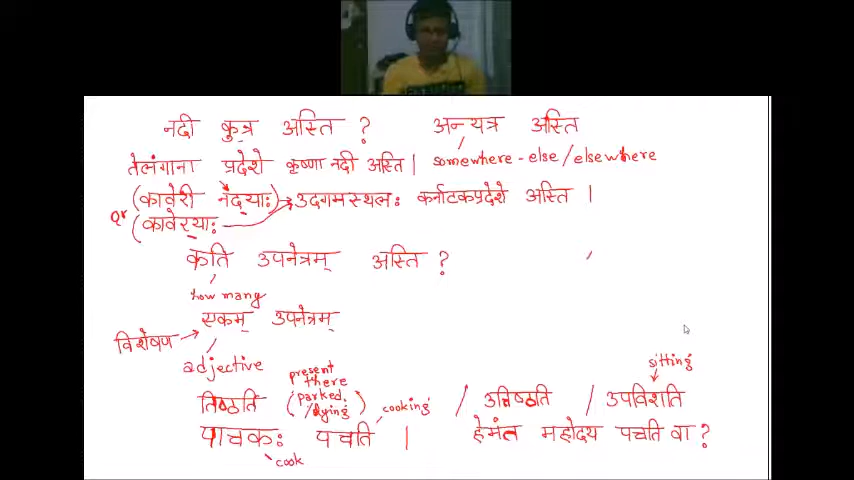 नदी कुत्र अस्ति ? अन्यत्र अस्ति
तेलंगाना प्रदेशे कृष्णा नदी अस्ति | somewhere-else/elsewhere
(कावेरी नद्याः) उदगमस्थलः कर्नाटकप्रदेशे अस्ति |
or (कावेर्याः
कति उपनेत्रम् अस्ति ?
how many
एकम् उपनेत्रम्
विशेषण
adjective present there sitting
तिष्ठति (parked, /lying) cooking / उत्तिष्ठति / उपविशति
पाचकः पचति | हेमंत महोदय पचति वा ?
cook